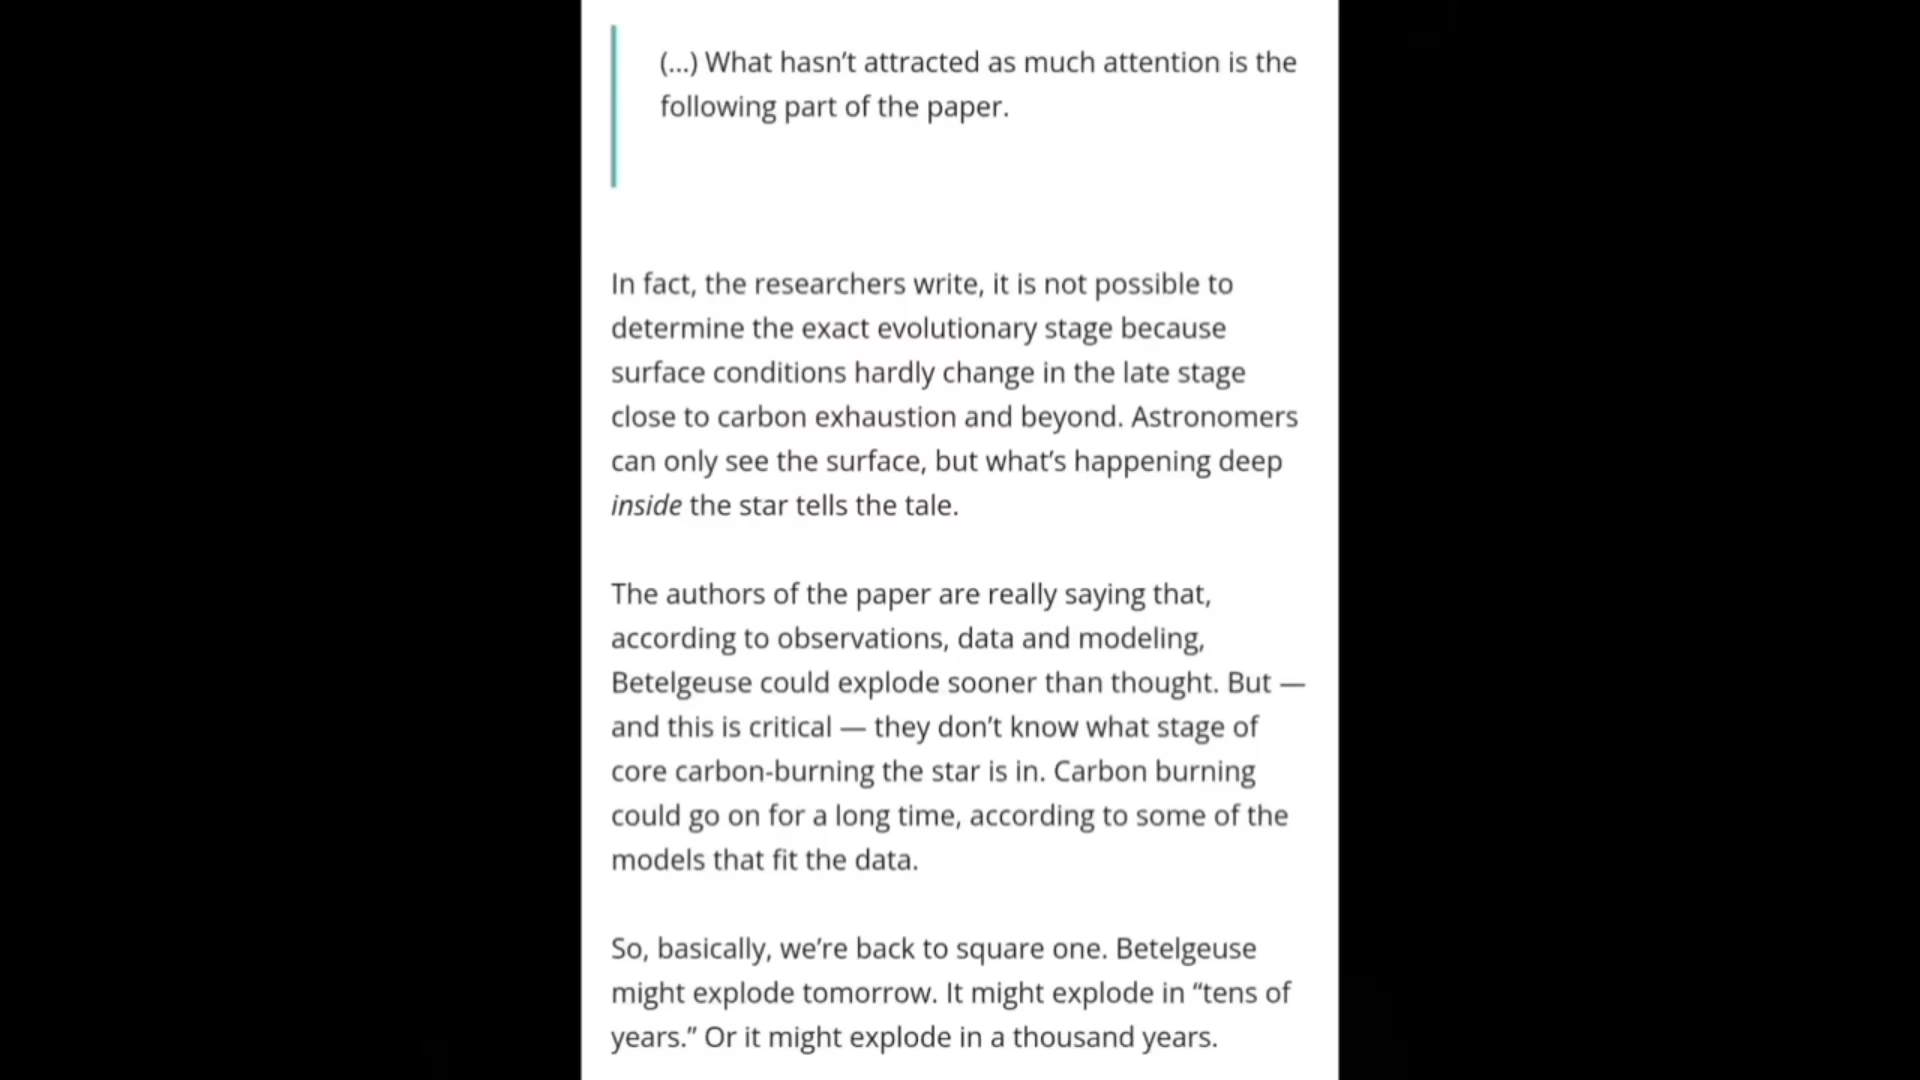 (...) What hasn’t attracted as much attention is the
following part of the paper.
In fact, the researchers write, it is not possible to
determine the exact evolutionary stage because
surface conditions hardly change in the late stage
close to carbon exhaustion and beyond. Astronomers
can only see the surface, but what’s happening deep
inside the star tells the tale.
The authors of the paper are really saying that,
according to observations, data and modeling,
Betelgeuse could explode sooner than thought. But —
and this is critical — they don’t know what stage of
core carbon-burning the star is in. Carbon burning
could go on for a long time, according to some of the
models that fit the data.
So, basically, we’re back to square one. Betelgeuse
might explode tomorrow. It might explode in “tens of
years.” Or it might explode in a thousand years.